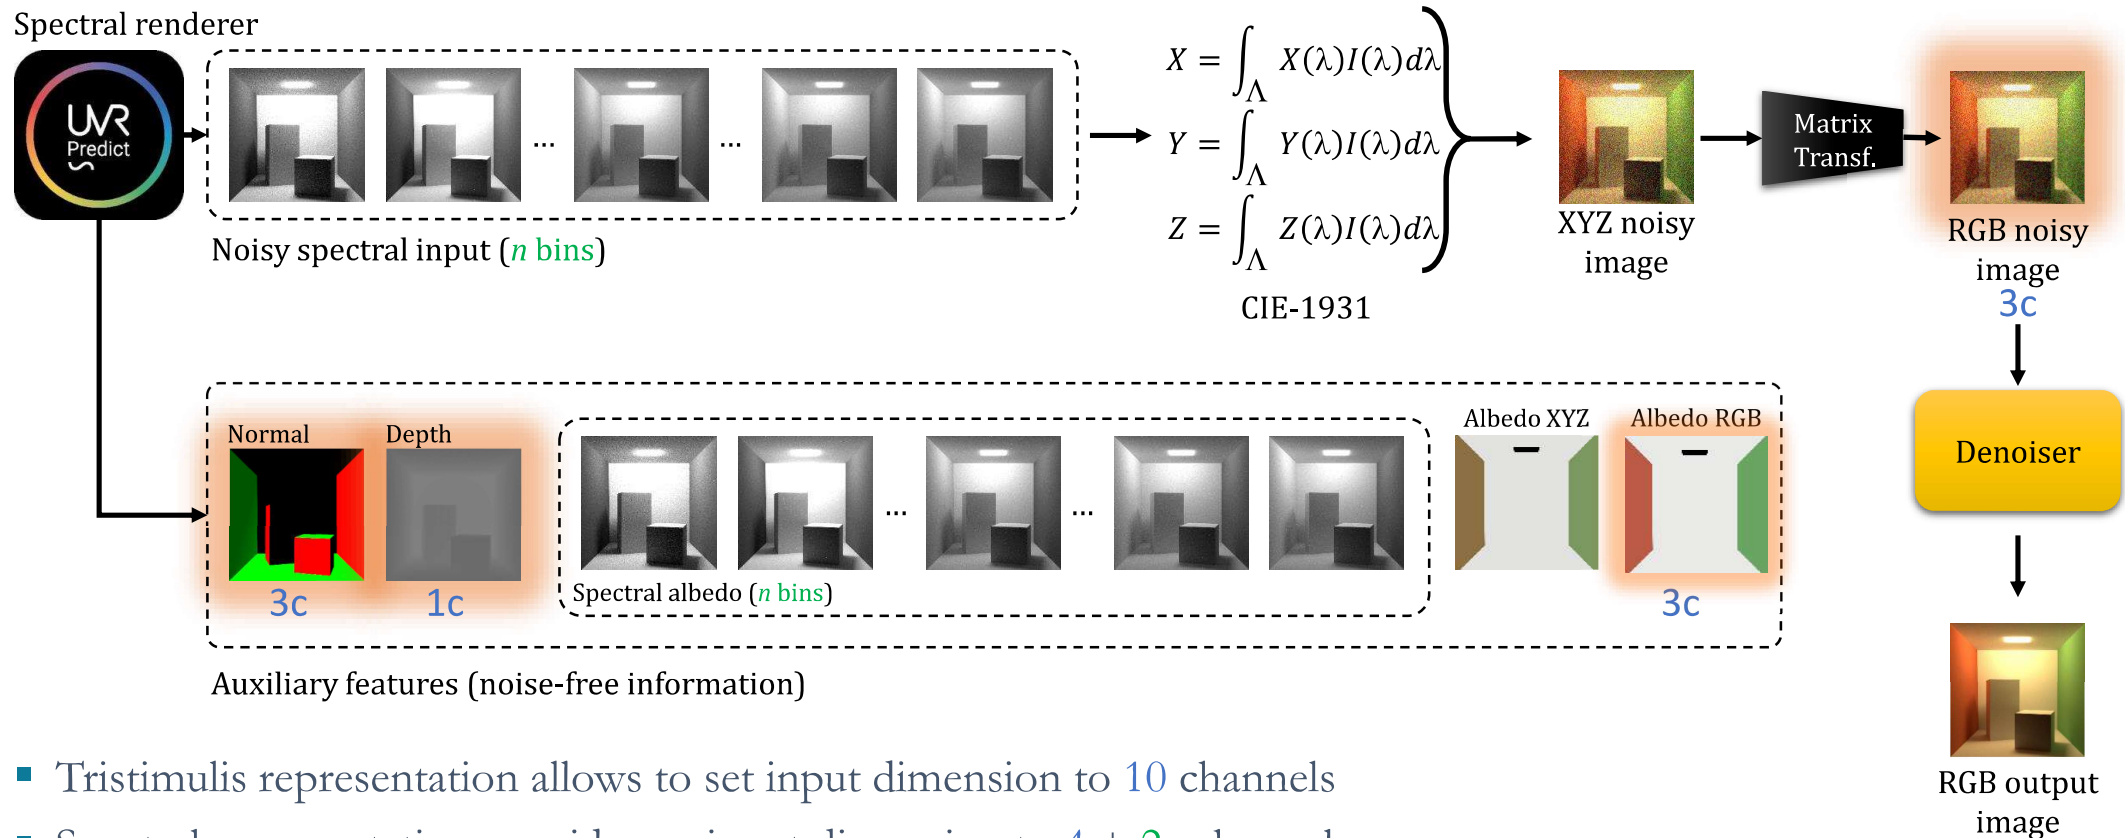 Spectral renderer
UVR
Predict
... ...
Noisy spectral input (n bins)
X = ∫Λ X(λ)I(λ)dλ
Y = ∫Λ Y(λ)I(λ)dλ
Z = ∫Λ Z(λ)I(λ)dλ
CIE-1931
XYZ noisy
image
Matrix
Transf.
RGB noisy
image
3c
Denoiser
RGB output
image
Normal
3c
Depth
1c
... ...
Spectral albedo (n bins)
Albedo XYZ
Albedo RGB
3c
Auxiliary features (noise-free information)
▪ Tristimulis representation allows to set input dimension to 10 channels